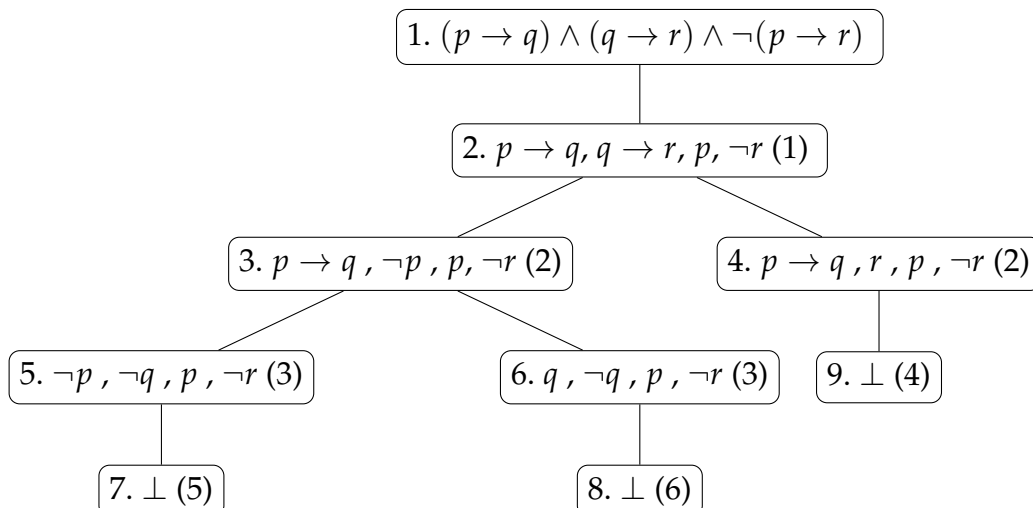 1. (p → q) ∧ (q → r) ∧ ¬(p → r)
2. p → q, q → r, p, ¬r (1)
3. p → q , ¬p , p, ¬r (2)
4. p → q , r , p , ¬r (2)
5. ¬p , ¬q , p , ¬r (3)
6. q , ¬q , p , ¬r (3)
9. ⊥ (4)
7. ⊥ (5)
8. ⊥ (6)